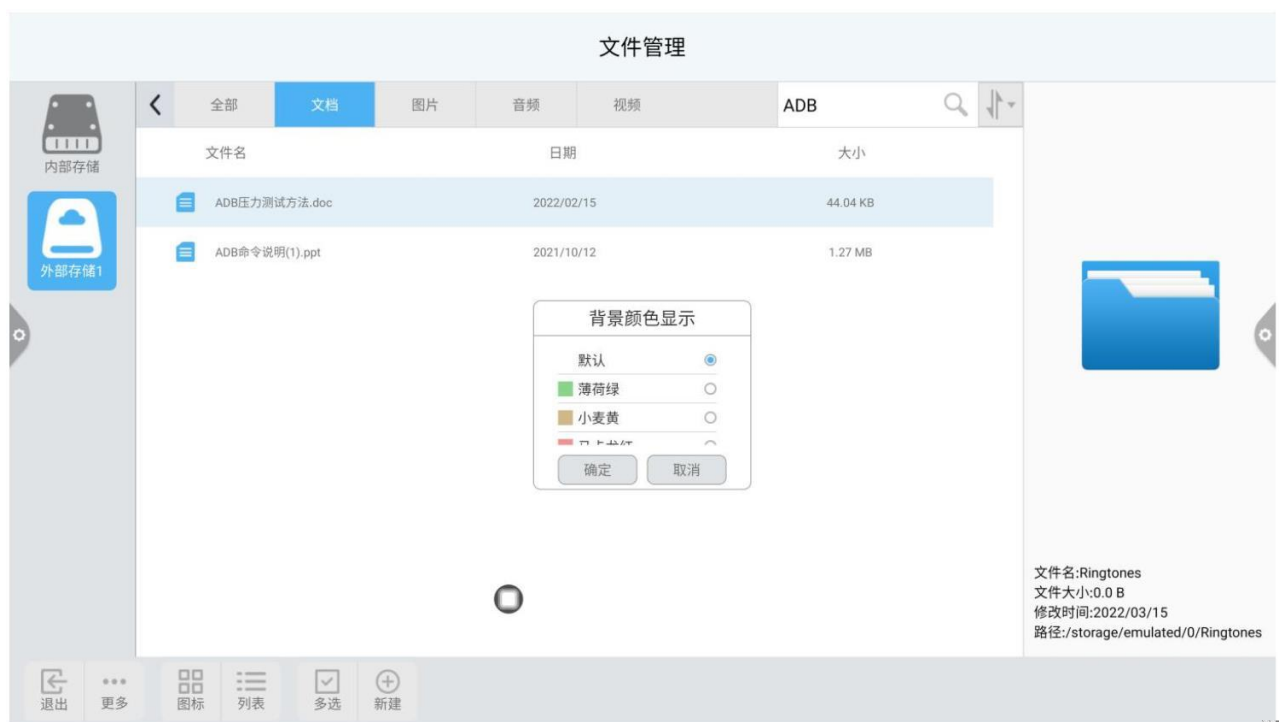 文件管理
内部存储
外部存储1
全部 文档 图片 音频 视频 ADB
文件名 日期 大小
ADB压力测试方法.doc 2022/02/15 44.04 KB
ADB命令说明(1).ppt 2021/10/12 1.27 MB
背景颜色显示
默认
薄荷绿
小麦黄
确定 取消
文件名:Ringtones
文件大小:0.0 B
修改时间:2022/03/15
路径:/storage/emulated/0/Ringtones
退出 更多 图标 列表 多选 新建